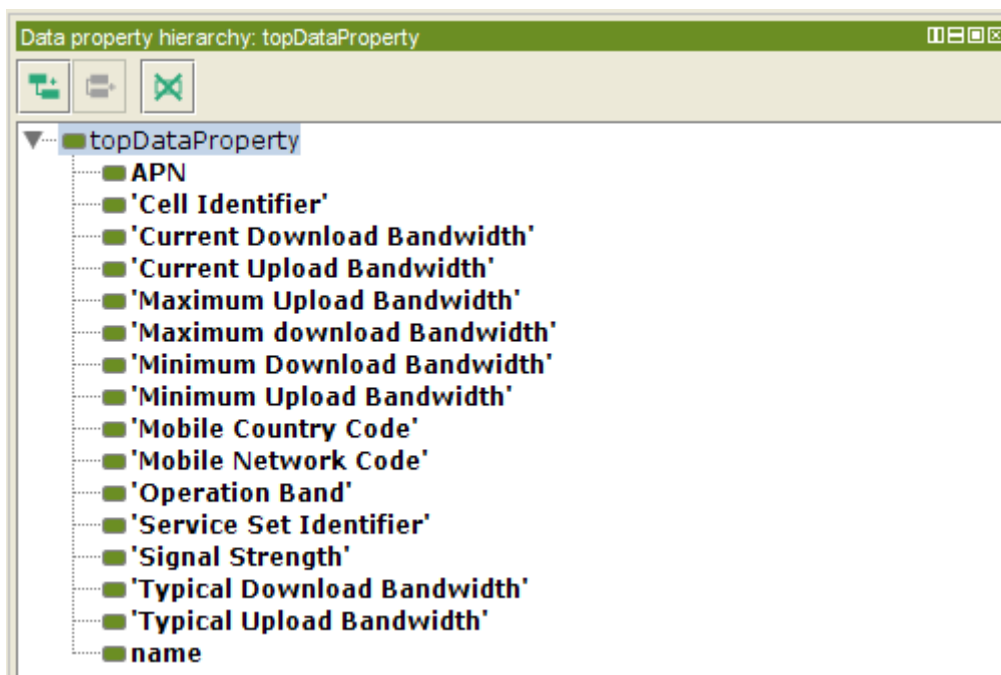 Data property hierarchy: topDataProperty
topDataProperty
APN
'Cell Identifier'
'Current Download Bandwidth'
'Current Upload Bandwidth'
'Maximum Upload Bandwidth'
'Maximum download Bandwidth'
'Minimum Download Bandwidth'
'Minimum Upload Bandwidth'
'Mobile Country Code'
'Mobile Network Code'
'Operation Band'
'Service Set Identifier'
'Signal Strength'
'Typical Download Bandwidth'
'Typical Upload Bandwidth'
name